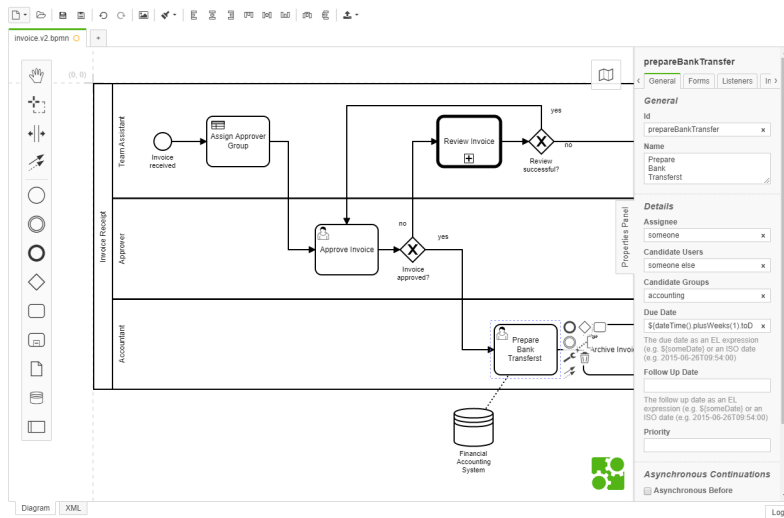 invoice.v2.bpmn
+
(0, 0)
Invoice Receipt
Team Assistant
Approver
Accountant
Invoice
received
Assign Approver
Group
Review Invoice
yes
no
Review
successful?
Approve Invoice
no
yes
Invoice
approved?
Prepare
Bank
Transferst
Archive Invoi
Financial
Accounting
System
Properties Panel
prepareBankTransfer
General
Forms
Listeners
In
General
Id
prepareBankTransfer
Name
Prepare
Bank
Transferst
Details
Assignee
someone
Candidate Users
someone else
Candidate Groups
accounting
Due Date
${dateTime().plusWeeks(1).toD
The due date as an EL expression
(e.g. ${someDate} or an ISO date
(e.g. 2015-06-26T09:54:00)
Follow Up Date
The follow up date as an EL
expression (e.g. ${someDate} or an
ISO date (e.g. 2015-06-26T09:54:00)
Priority
Asynchronous Continuations
Asynchronous Before
Diagram
XML
Log